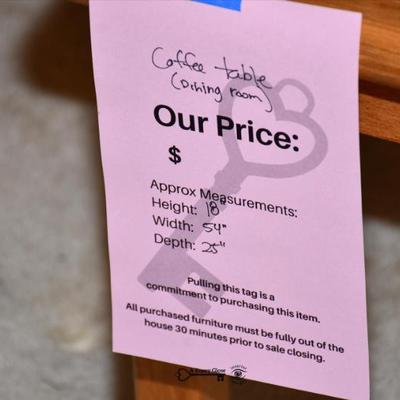 Coffee table
(Dining room)
Our Price:
$
Approx Measurements:
Height: 18"
Width: 54"
Depth: 25"
Pulling this tag is a
commitment to purchasing this item.
All purchased furniture must be fully out of the
house 30 minutes prior to sale closing.